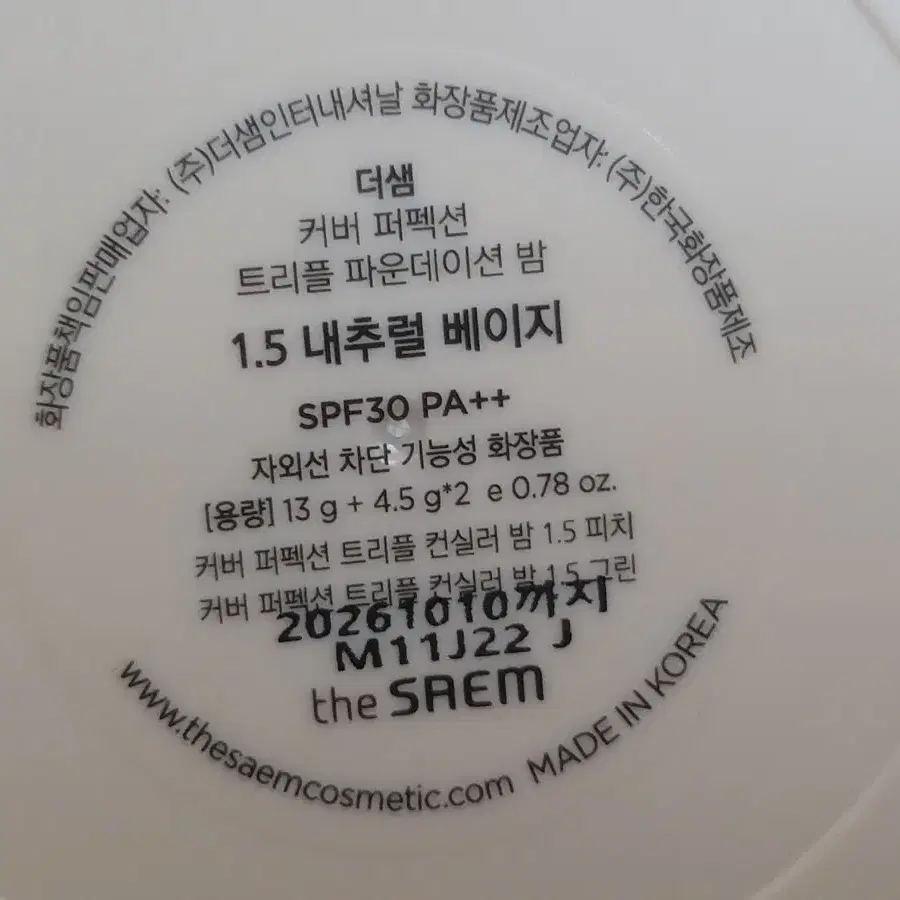 화장품책임판매업자: (주)더샘인터내셔날 화장품제조업자: (주)한국화장품제조
더샘
커버 퍼펙션
트리플 파운데이션 밤
1.5 내추럴 베이지
SPF30 PA++
자외선 차단 기능성 화장품
[용량] 13 g + 4.5 g*2 e 0.78 oz.
커버 퍼펙션 트리플 컨실러 밤 1.5 피치
커버 퍼펙션 트리플 컨실러 밤 1.5 그린
20261010까지
M11J22 J
the SAEM
www.thesaemcosmetic.com MADE IN KOREA